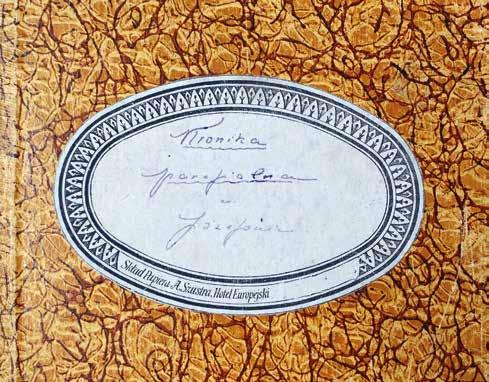 Kronika
parafialna
w
Józefowie
Skład Papieru A. Szustra, Hotel Europejski